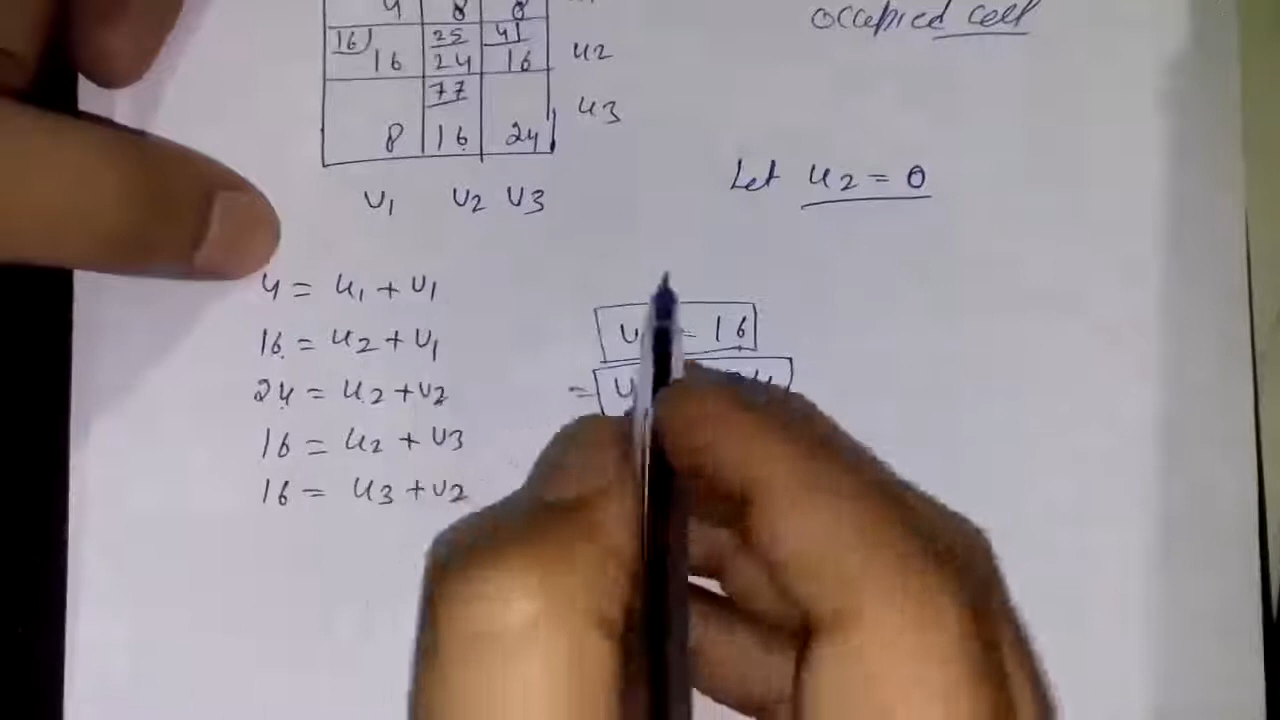 occupied cell
4 8 8
16 25 41
16 24 16 u2
77 u3
8 16 24
Let u2 = 0
v1 v2 v3
4 = u1 + v1
16 = u2 + v1
24 = u2 + v2
16 = u2 + v3
16 = u3 + v2
= 16
=